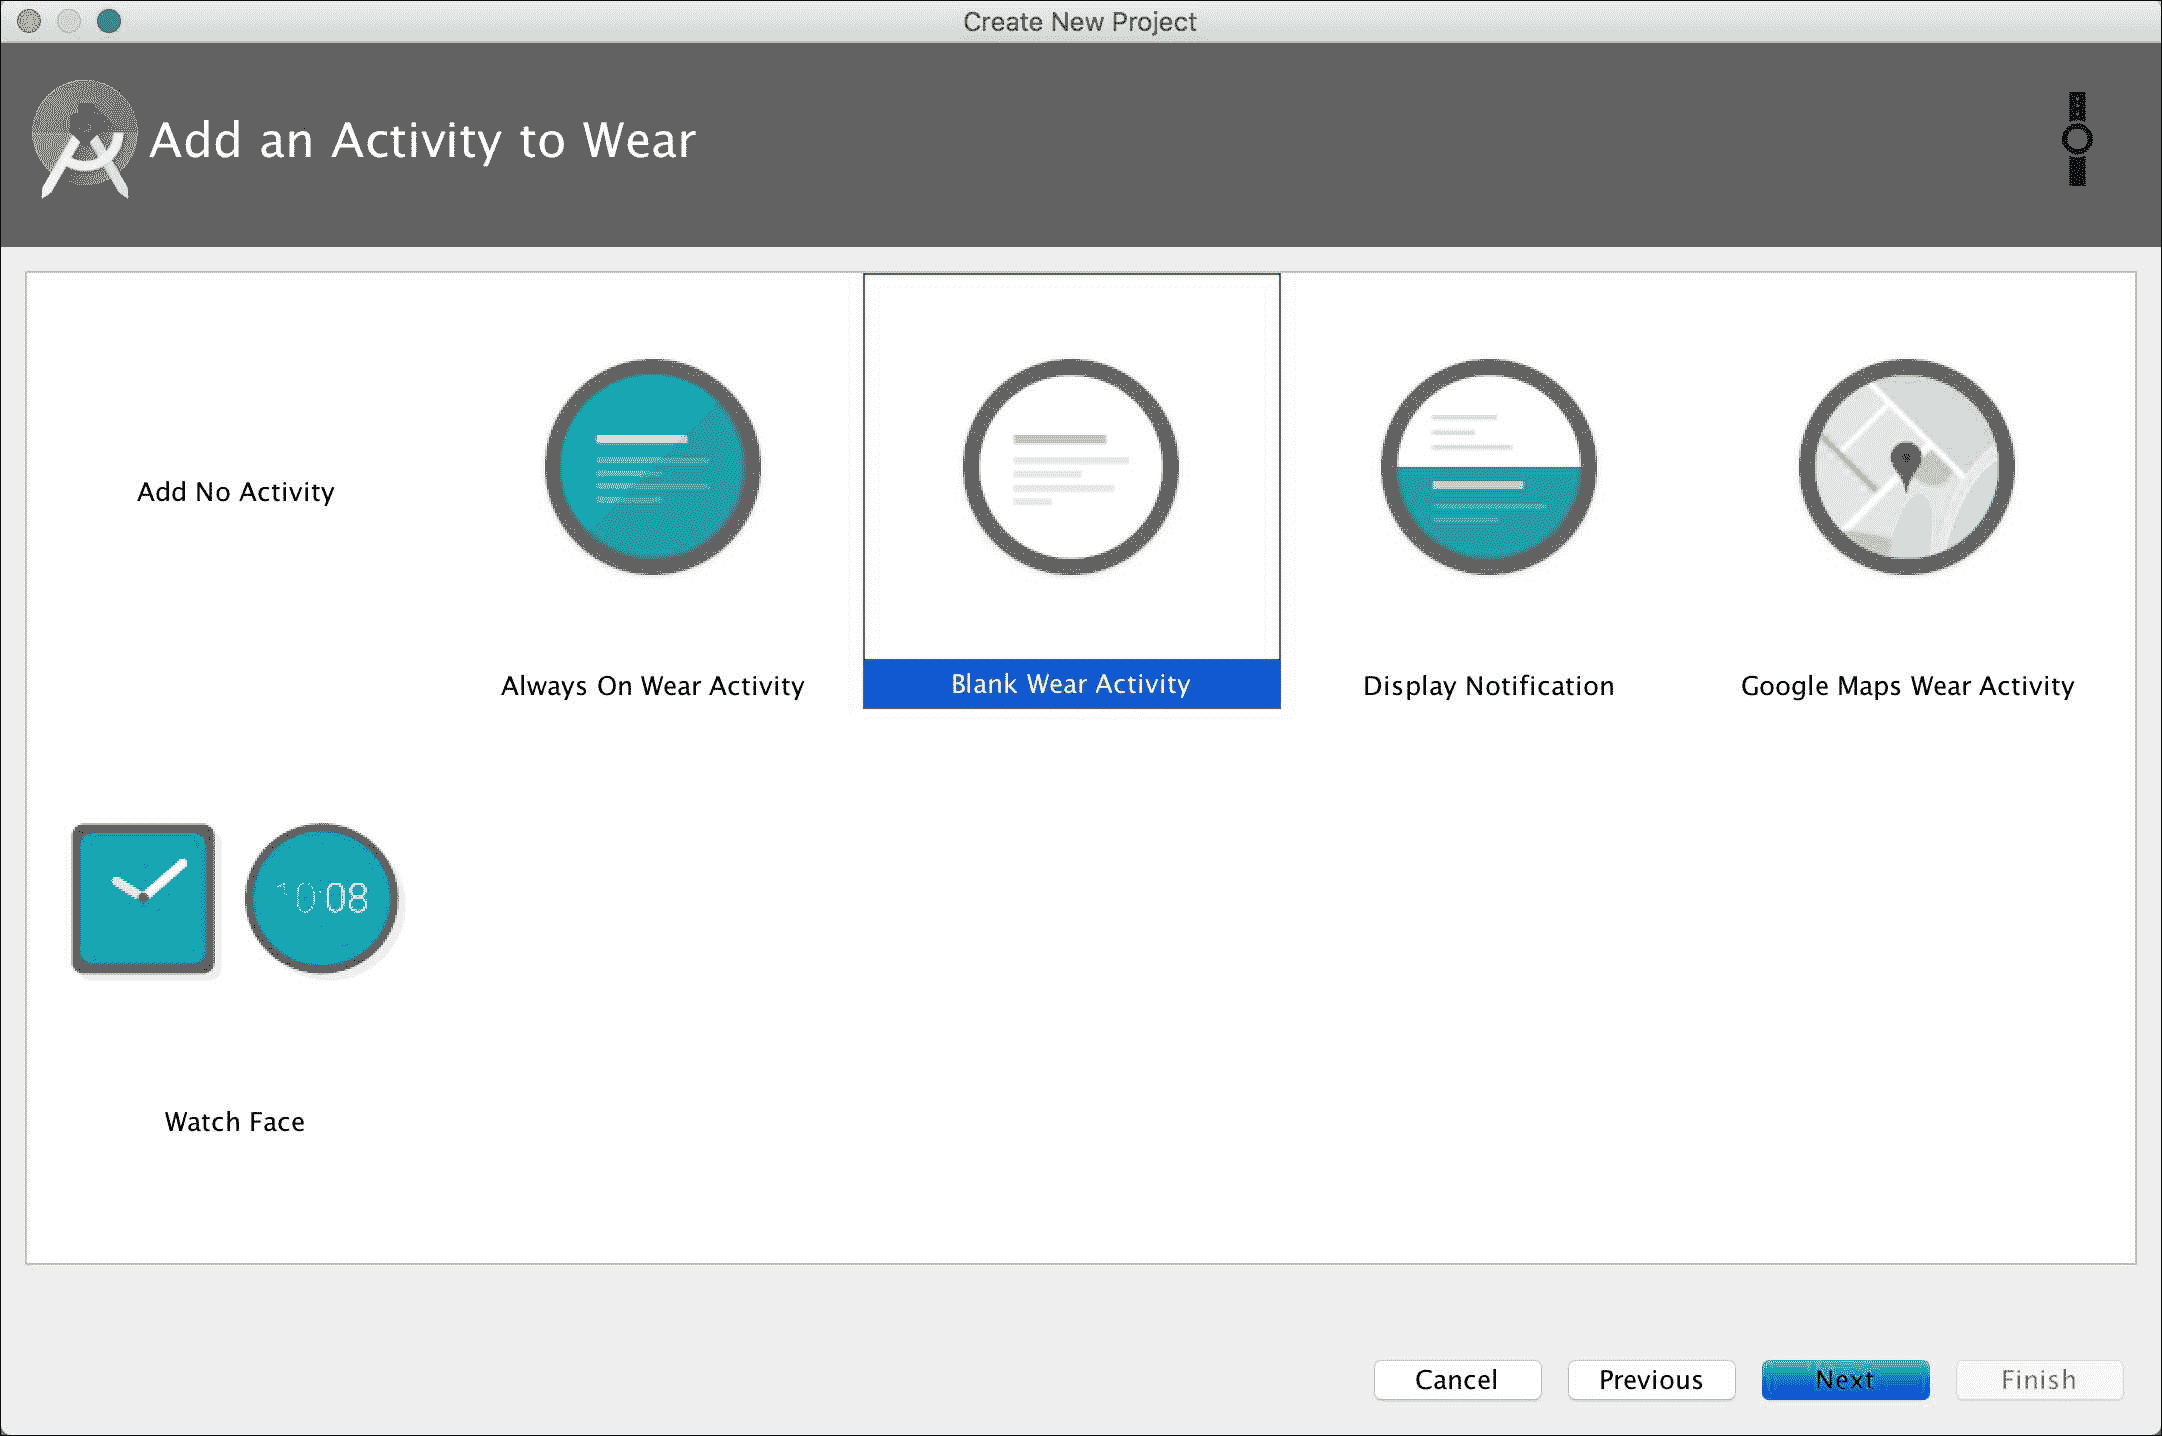 Create New Project
Add an Activity to Wear
Add No Activity
Always On Wear Activity
Blank Wear Activity
Display Notification
Google Maps Wear Activity
10:08
Watch Face
Cancel
Previous
Next
Finish